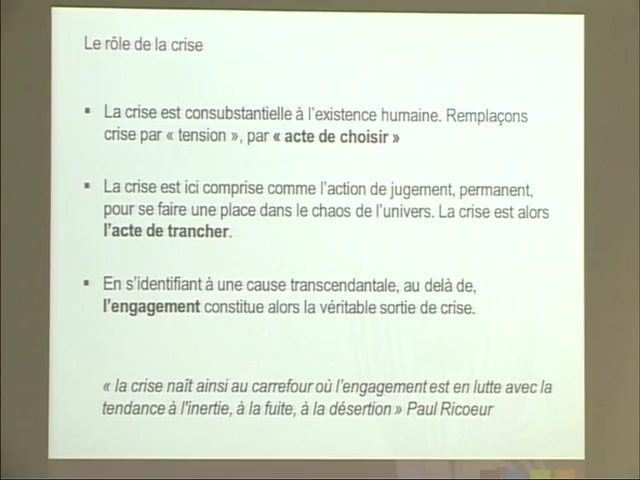 Le rôle de la crise
▪ La crise est consubstantielle à l'existence humaine. Remplaçons
crise par « tension », par « acte de choisir »
▪ La crise est ici comprise comme l'action de jugement, permanent,
pour se faire une place dans le chaos de l'univers. La crise est alors
l'acte de trancher.
▪ En s'identifiant à une cause transcendantale, au delà de,
l'engagement constitue alors la véritable sortie de crise.
« la crise naît ainsi au carrefour où l'engagement est en lutte avec la
tendance à l'inertie, à la fuite, à la désertion » Paul Ricoeur